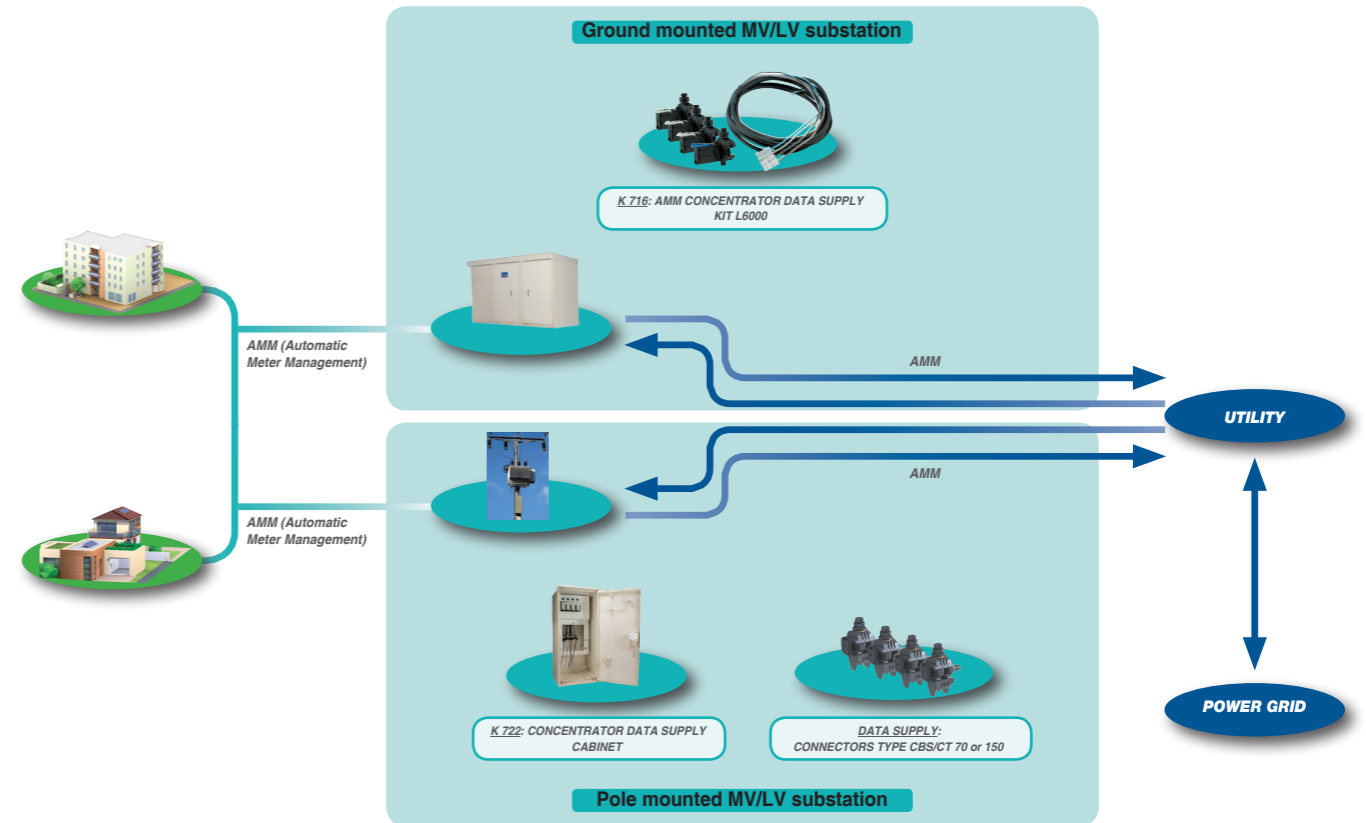 Ground mounted MV/LV substation
K 716: AMM CONCENTRATOR DATA SUPPLY
KIT L6000
AMM (Automatic
Meter Management)
AMM
UTILITY
AMM
AMM (Automatic
Meter Management)
K 722: CONCENTRATOR DATA SUPPLY
CABINET
DATA SUPPLY:
CONNECTORS TYPE CBS/CT 70 or 150
POWER GRID
Pole mounted MV/LV substation